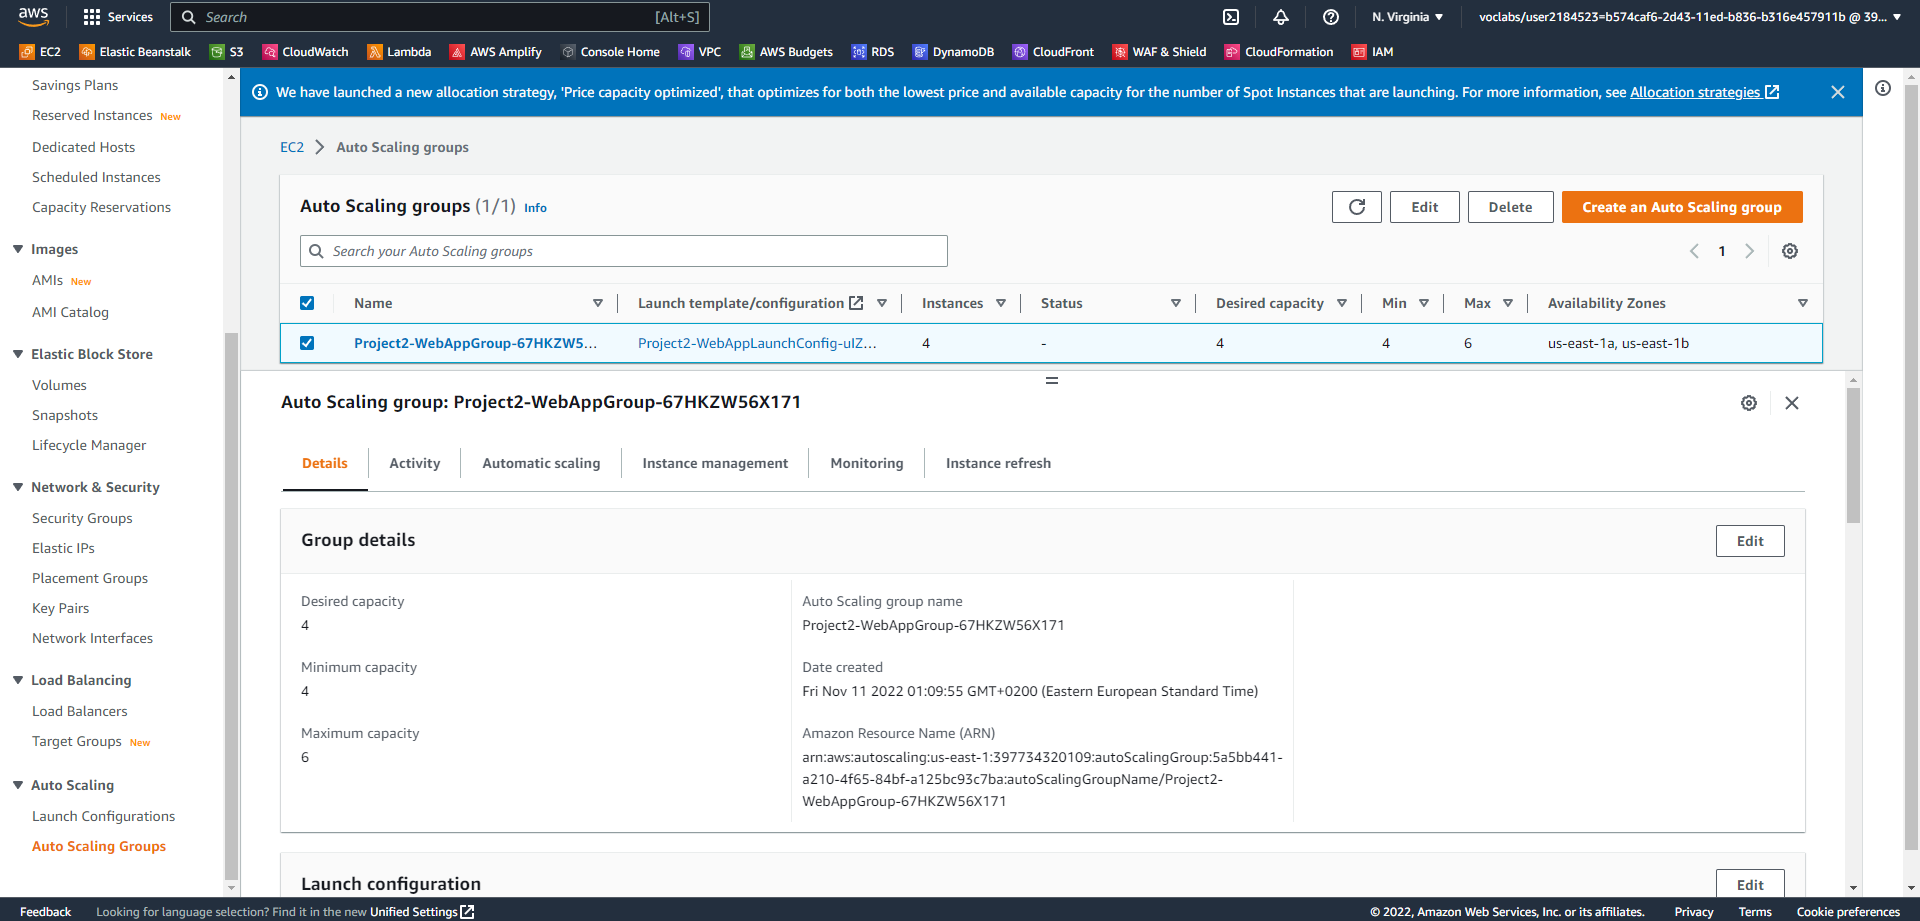 aws
Services
Search
[Alt+S]
N. Virginia
voclabs/user2184523=b574caf6-2d43-11ed-b836-b316e457911b @ 39...
EC2
Elastic Beanstalk
S3
CloudWatch
Lambda
AWS Amplify
Console Home
VPC
AWS Budgets
RDS
DynamoDB
CloudFront
WAF & Shield
CloudFormation
IAM
Savings Plans
Reserved Instances New
Dedicated Hosts
Scheduled Instances
Capacity Reservations
Images
AMIs New
AMI Catalog
Elastic Block Store
Volumes
Snapshots
Lifecycle Manager
Network & Security
Security Groups
Elastic IPs
Placement Groups
Key Pairs
Network Interfaces
Load Balancing
Load Balancers
Target Groups New
Auto Scaling
Launch Configurations
Auto Scaling Groups
We have launched a new allocation strategy, 'Price capacity optimized', that optimizes for both the lowest price and available capacity for the number of Spot Instances that are launching. For more information, see Allocation strategies
EC2 > Auto Scaling groups
Auto Scaling groups (1/1) Info
Edit
Delete
Create an Auto Scaling group
Search your Auto Scaling groups
1
Name
Launch template/configuration
Instances
Status
Desired capacity
Min
Max
Availability Zones
Project2-WebAppGroup-67HKZW5...
Project2-WebAppLaunchConfig-uIZ...
4
-
4
4
6
us-east-1a, us-east-1b
Auto Scaling group: Project2-WebAppGroup-67HKZW56X171
Details
Activity
Automatic scaling
Instance management
Monitoring
Instance refresh
Group details
Edit
Desired capacity
4
Minimum capacity
4
Maximum capacity
6
Auto Scaling group name
Project2-WebAppGroup-67HKZW56X171
Date created
Fri Nov 11 2022 01:09:55 GMT+0200 (Eastern European Standard Time)
Amazon Resource Name (ARN)
arn:aws:autoscaling:us-east-1:397734320109:autoScalingGroup:5a5bb441-
a210-4f65-84bf-a125bc93c7ba:autoScalingGroupName/Project2-
WebAppGroup-67HKZW56X171
Launch configuration
Edit
Feedback
Looking for language selection? Find it in the new Unified Settings
© 2022, Amazon Web Services, Inc. or its affiliates.
Privacy
Terms
Cookie preferences